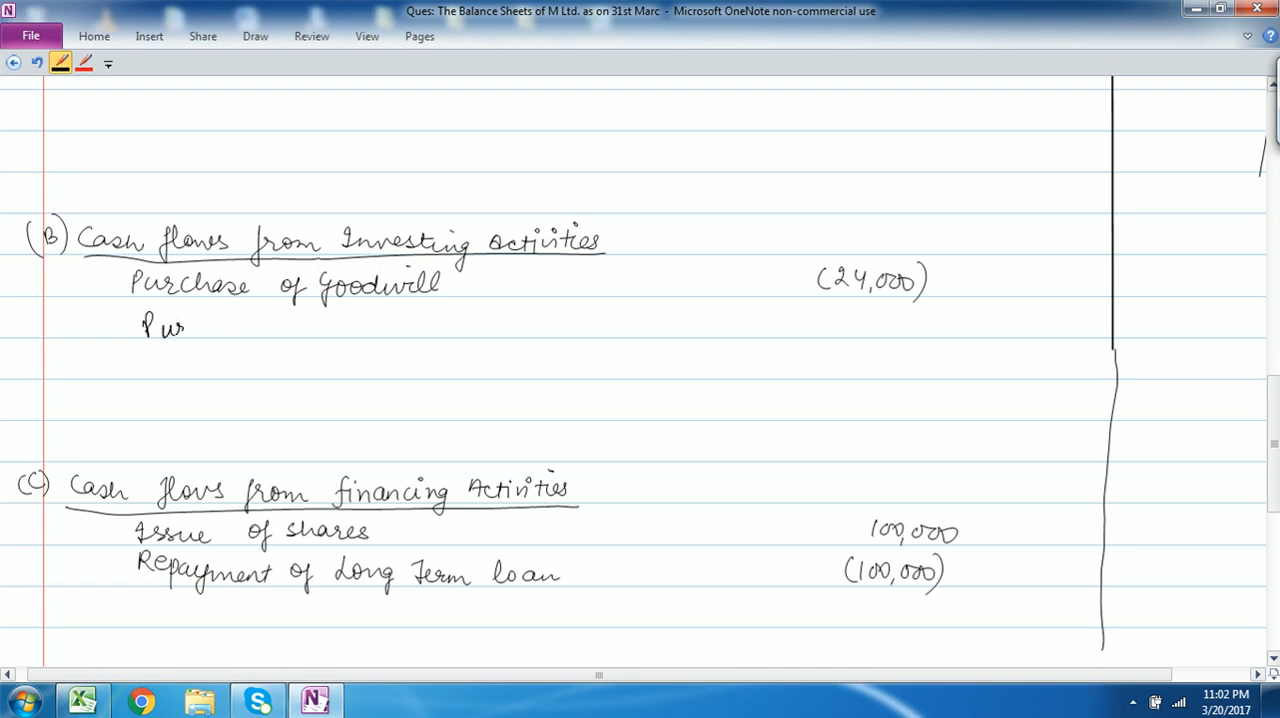 Ques: The Balance Sheets of M Ltd. as on 31st Marc - Microsoft OneNote non-commercial use
File Home Insert Share Draw Review View Pages
(B) Cash flows from Investing Activities
Purchase of Goodwill (24,000)
Pur
(C) Cash flows from financing Activities
Issue of shares 100,000
Repayment of Long Term loan (100,000)
11:02 PM
3/20/2017